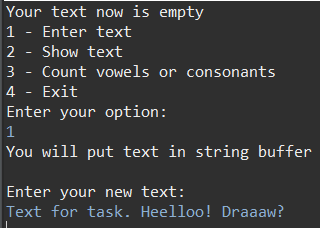 Your text now is empty
1 - Enter text
2 - Show text
3 - Count vowels or consonants
4 - Exit
Enter your option:
1
You will put text in string buffer
Enter your new text:
Text for task. Heelloo! Draaaw?